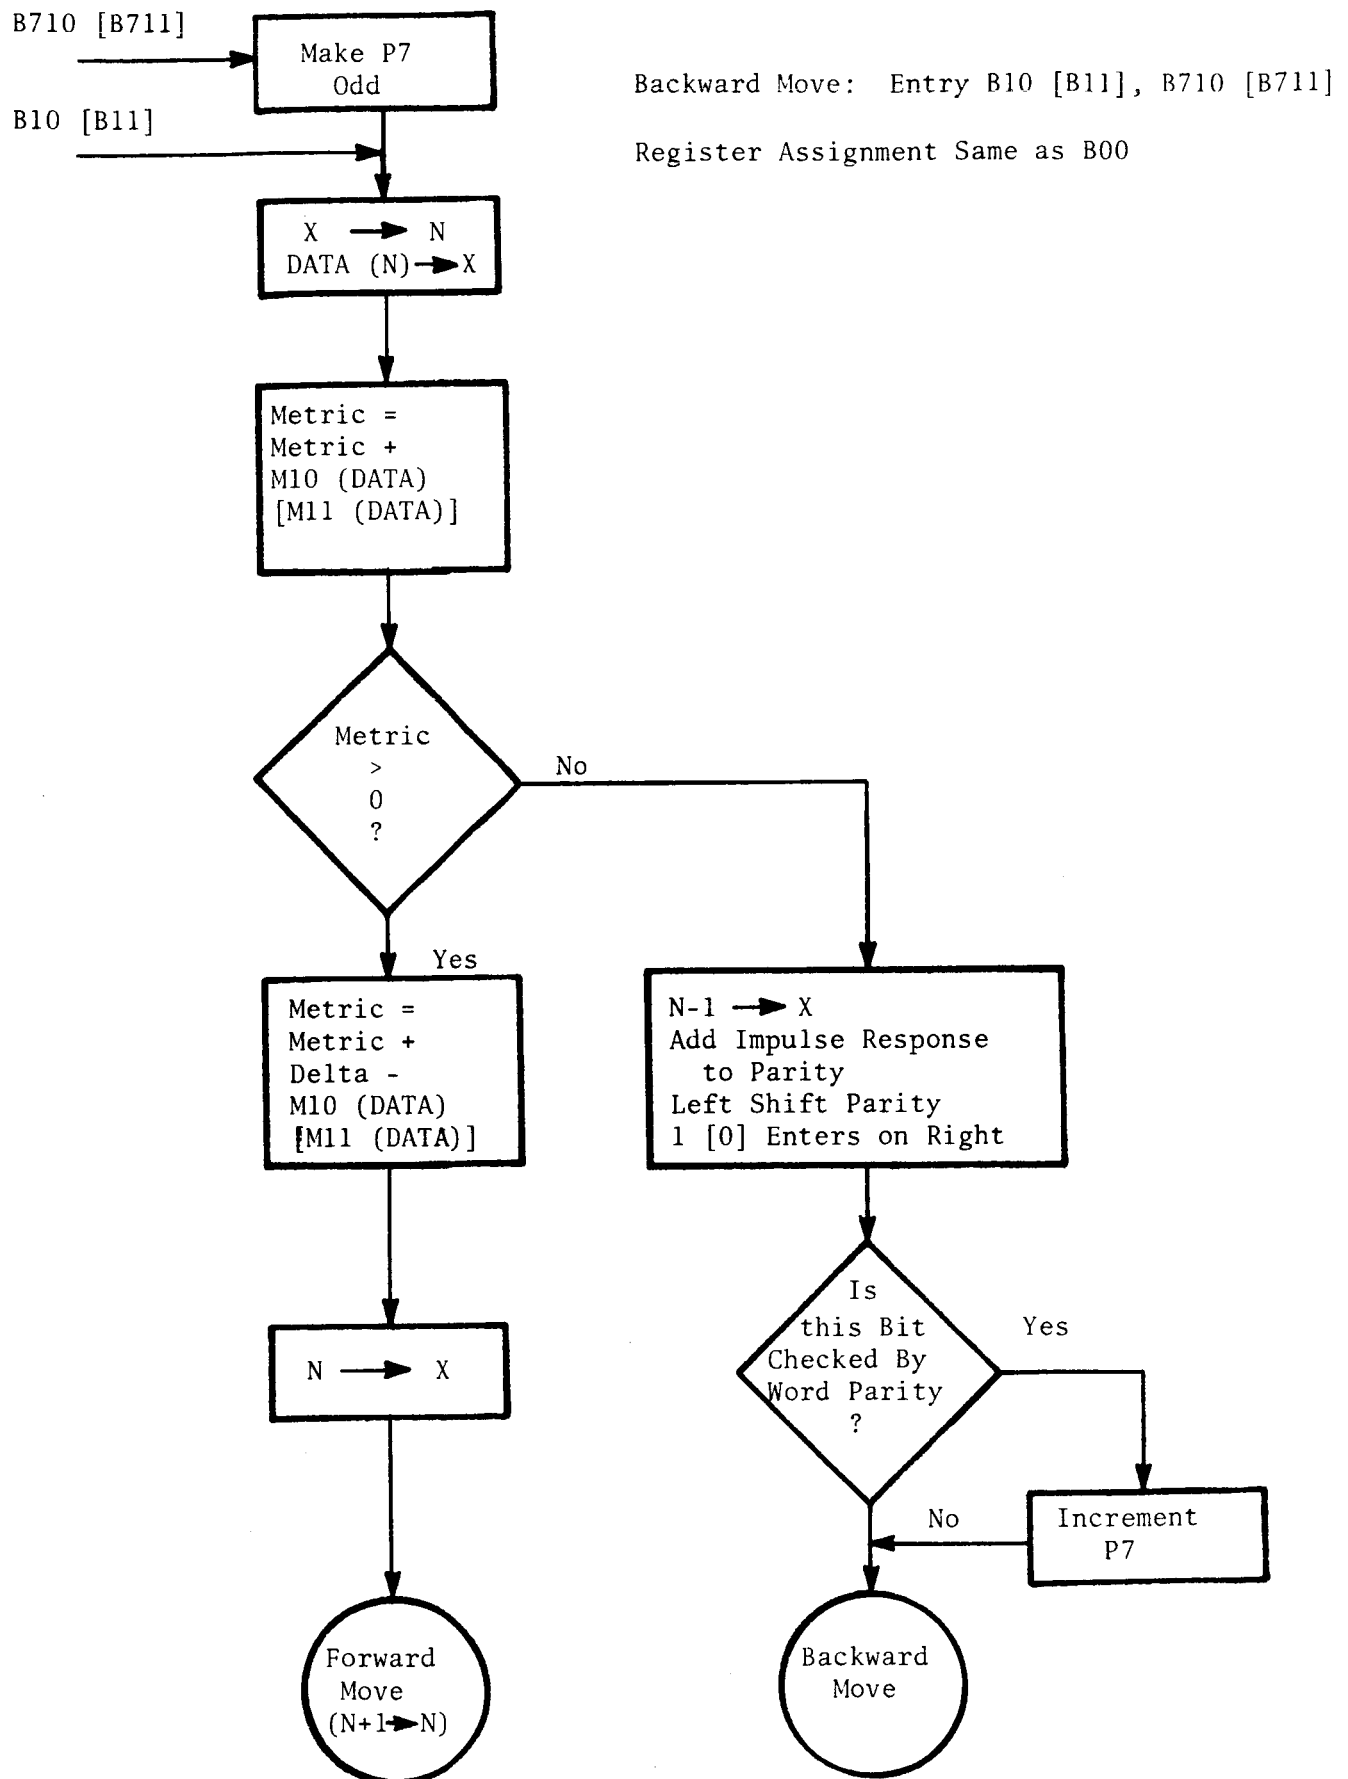 B710 [B711]
Make P7
Odd
Backward Move: Entry B10 [B11], B710 [B711]
B10 [B11]
Register Assignment Same as B00
X → N
DATA (N)→X
Metric =
Metric +
M10 (DATA)
[M11 (DATA)]
Metric
>
0
?
No
Yes
Metric =
Metric +
Delta -
M10 (DATA)
[M11 (DATA)]
N-1 → X
Add Impulse Response
to Parity
Left Shift Parity
1 [0] Enters on Right
Is
this Bit
Checked By
Word Parity
?
Yes
N → X
No
Increment
P7
Forward
Move
(N+1→N)
Backward
Move